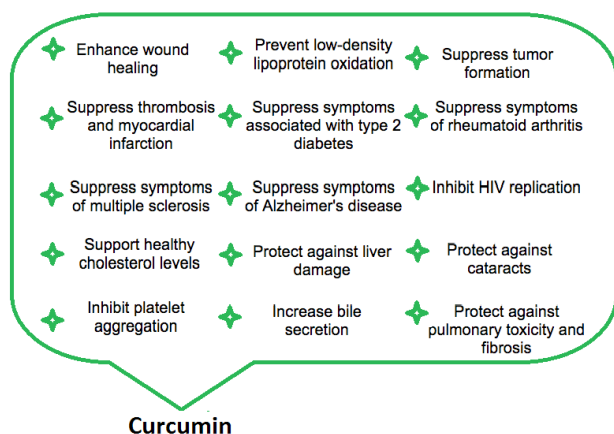 Enhance wound
healing
Prevent low-density
lipoprotein oxidation
Suppress tumor
formation
Suppress thrombosis
and myocardial
infarction
Suppress symptoms
associated with type 2
diabetes
Suppress symptoms
of rheumatoid arthritis
Suppress symptoms
of multiple sclerosis
Suppress symptoms
of Alzheimer's disease
Inhibit HIV replication
Support healthy
cholesterol levels
Protect against liver
damage
Protect against
cataracts
Inhibit platelet
aggregation
Increase bile
secretion
Protect against
pulmonary toxicity and
fibrosis
Curcumin